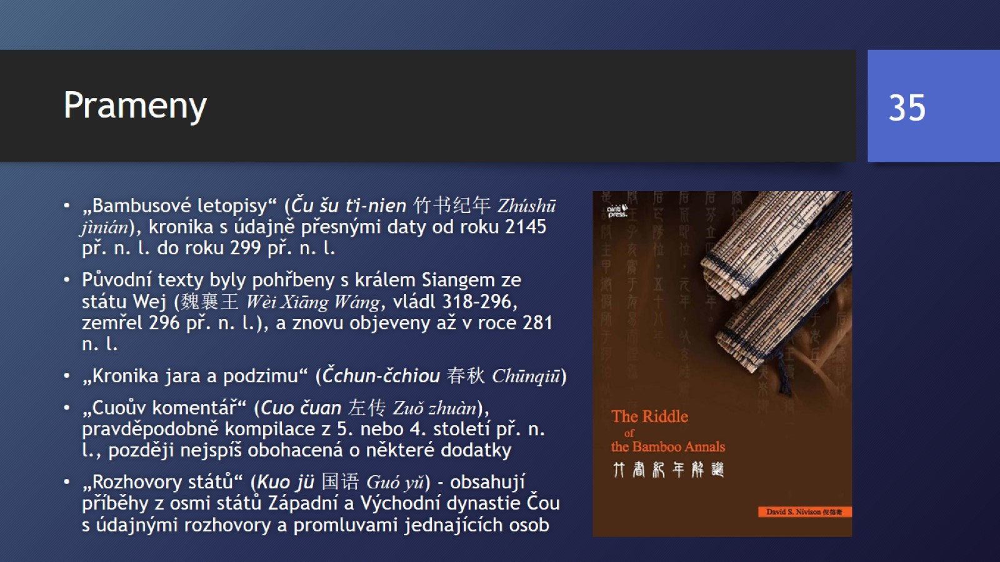 Prameny
35
• „Bambusové letopisy“ (Ču šu ťi-nien 竹书纪年 Zhúshū
jìnián), kronika s údajně přesnými daty od roku 2145
př. n. l. do roku 299 př. n. l.
• Původní texty byly pohřbeny s králem Siangem ze
státu Wej (魏襄王 Wèi Xiāng Wáng, vládl 318–296,
zemřel 296 př. n. l.), a znovu objeveny až v roce 281
n. l.
• „Kronika jara a podzimu“ (Čchun-čchiou 春秋 Chūnqiū)
• „Cuoův komentář“ (Cuo čuan 左传 Zuǒ zhuàn),
pravděpodobně kompilace z 5. nebo 4. století př. n.
l., později nejspíš obohacená o některé dodatky
• „Rozhovory států“ (Kuo jü 国语 Guó yǔ) - obsahují
příběhy z osmi států Západní a Východní dynastie Čou
s údajnými rozhovory a promluvami jednajících osob
airiti
press.
The Riddle
of
the Bamboo Annals
竹書紀年解謎
David S. Nivison 倪德衛